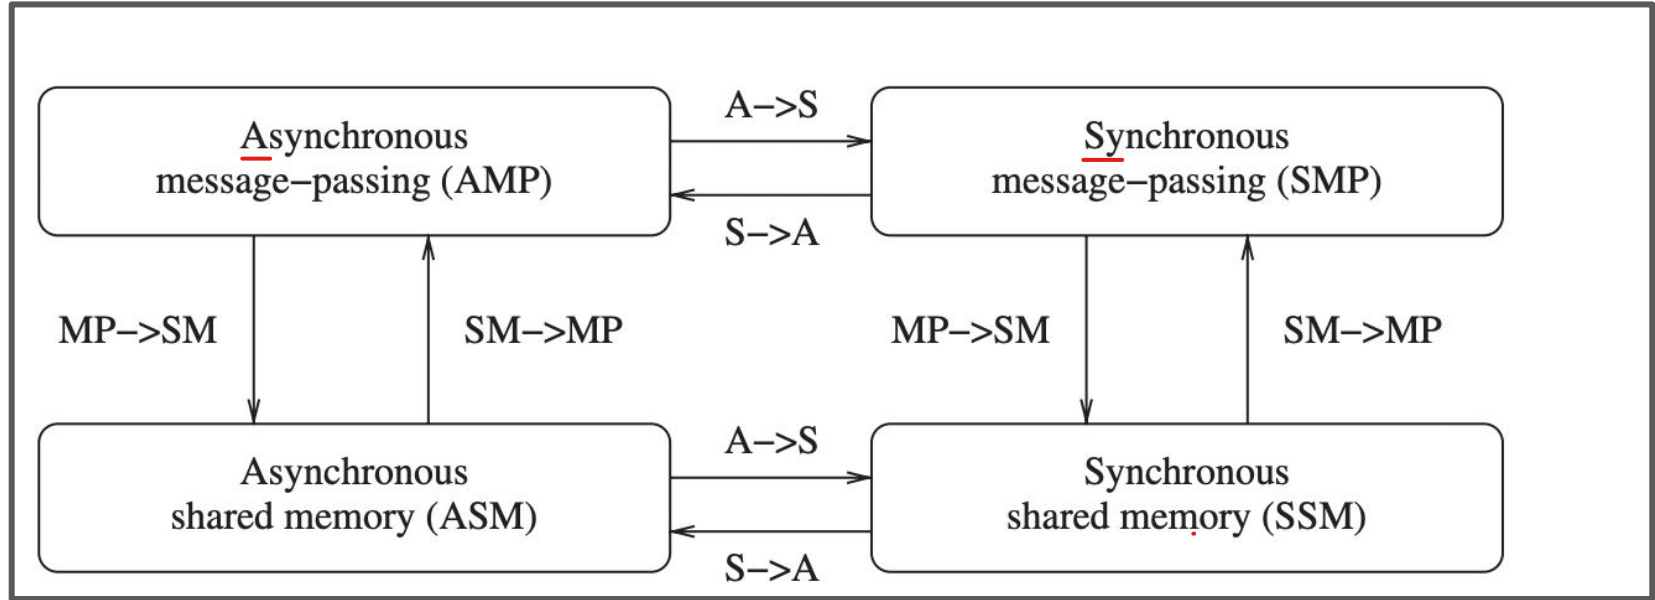 A–>S
Asynchronous
message–passing (AMP)
Synchronous
message–passing (SMP)
S–>A
MP–>SM
SM–>MP
MP–>SM
SM–>MP
A–>S
Asynchronous
shared memory (ASM)
Synchronous
shared memory (SSM)
S–>A